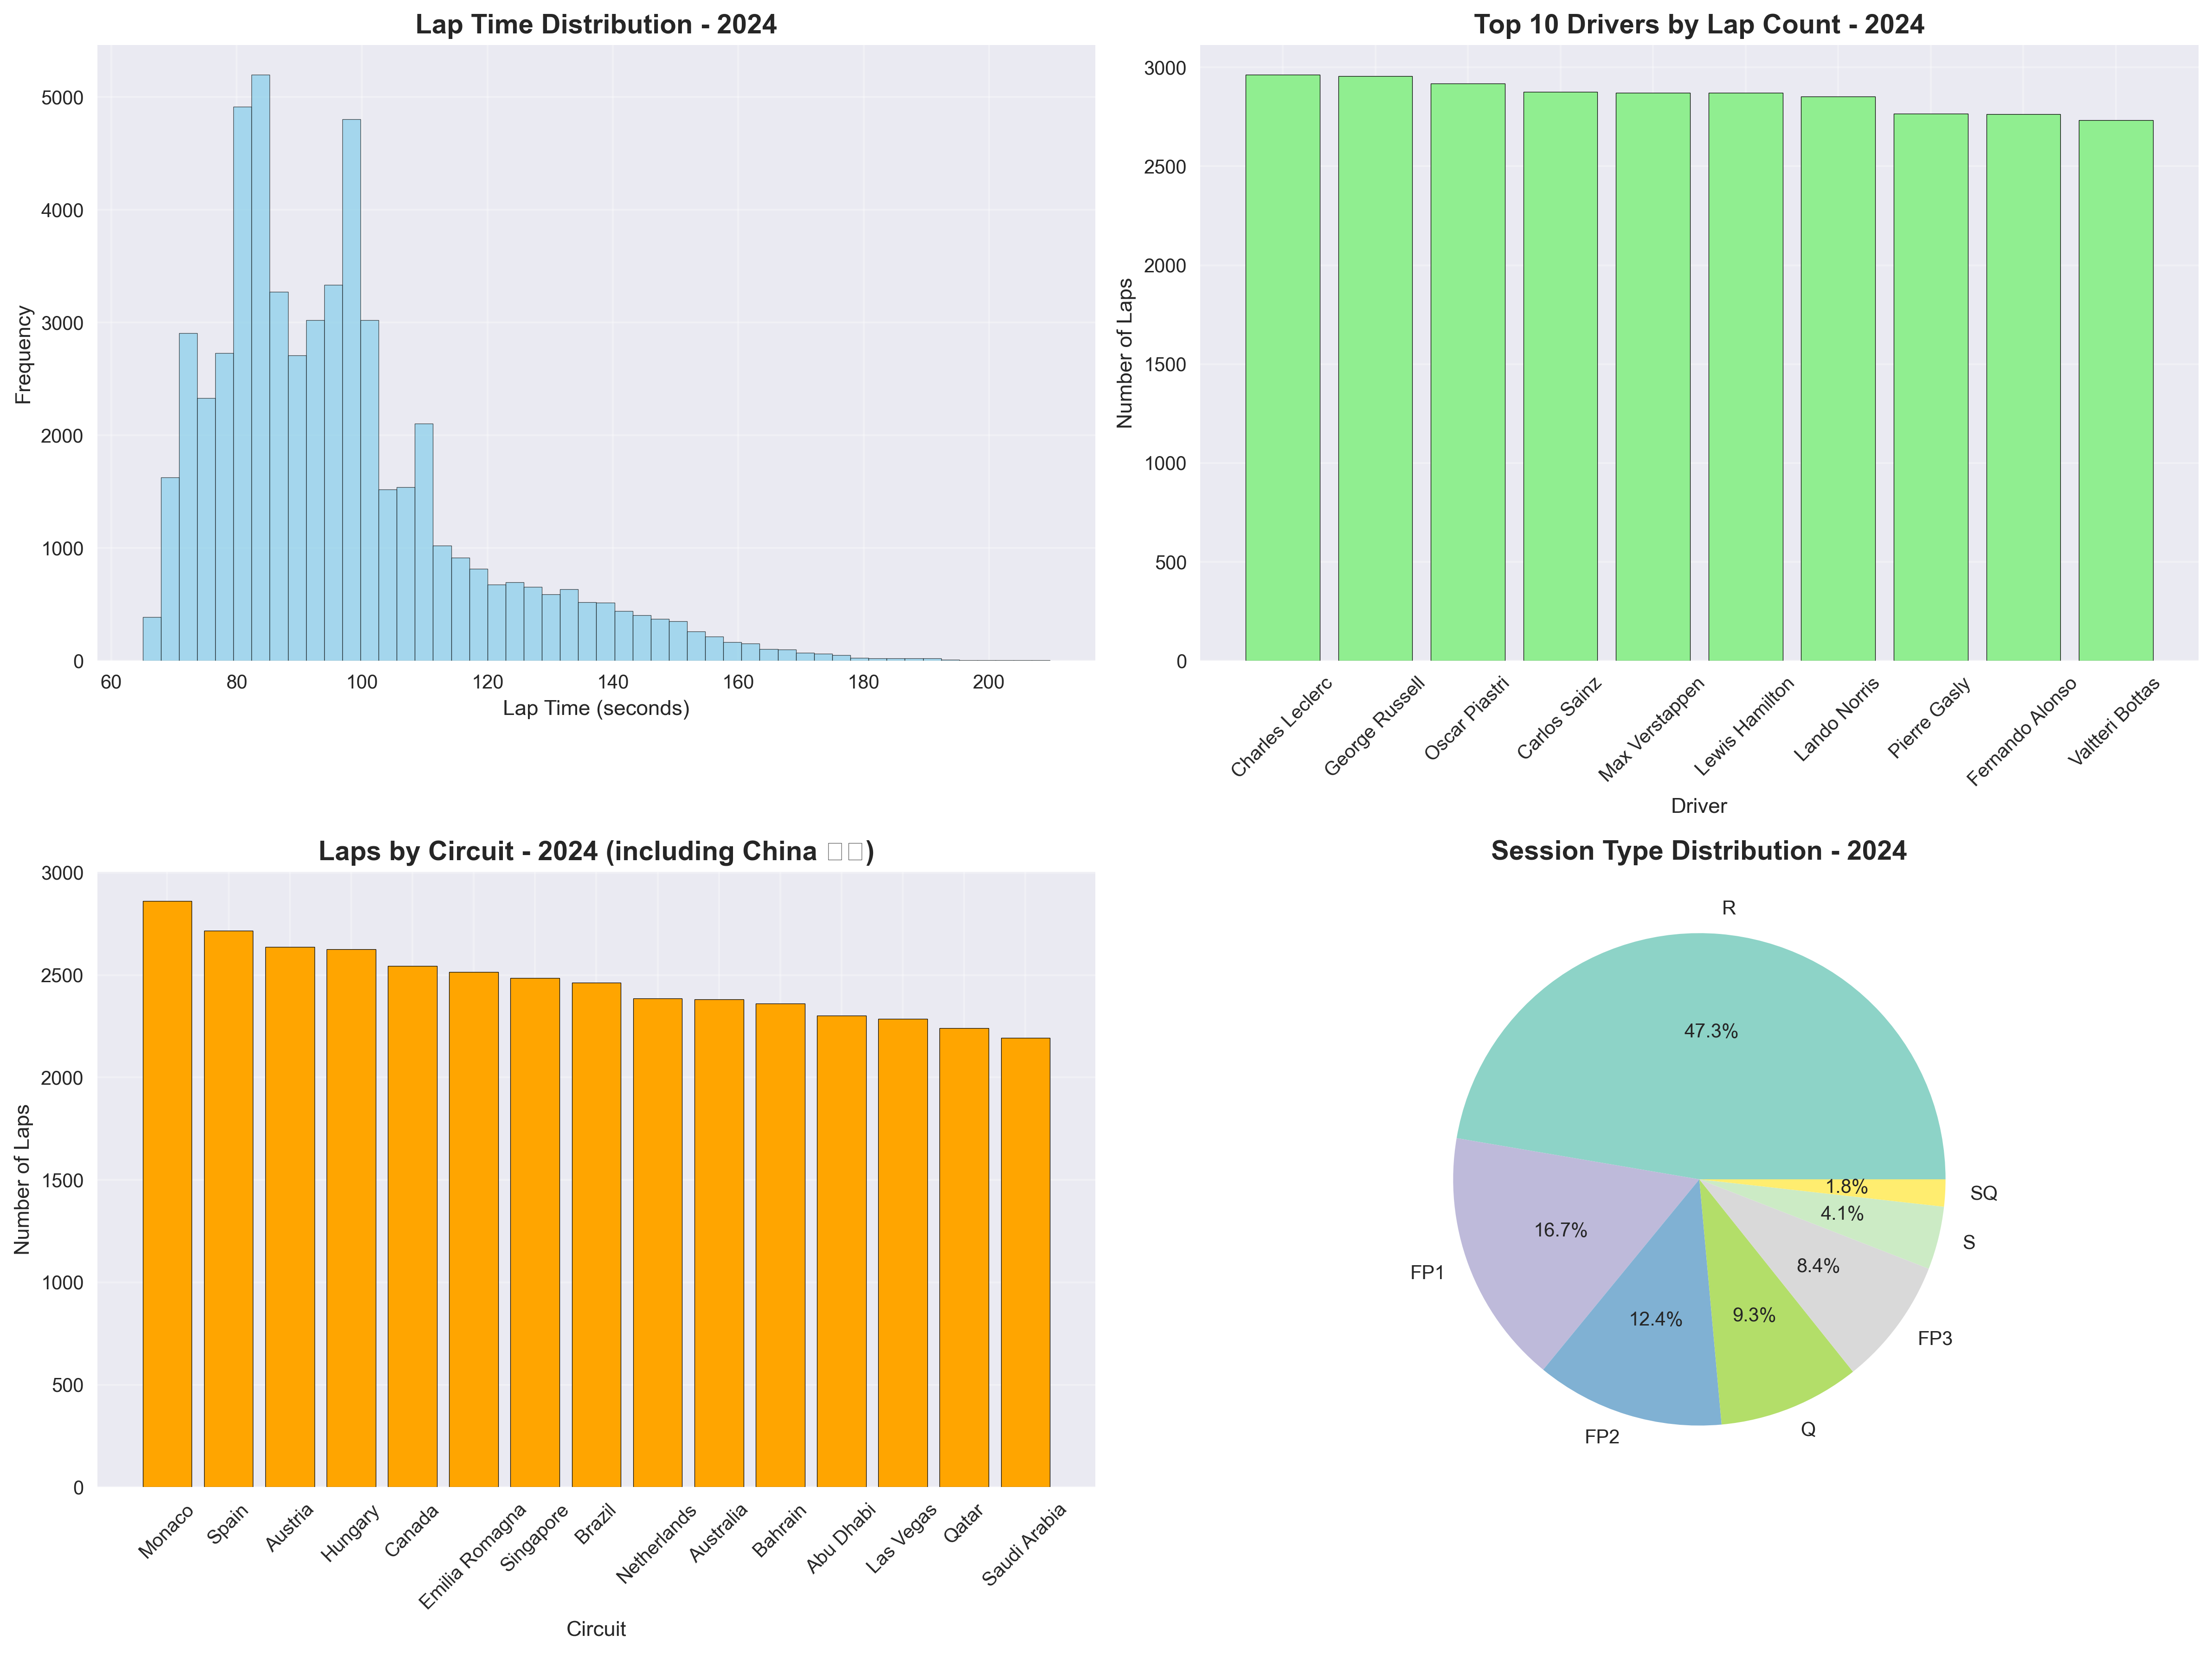 Lap Time Distribution - 2024
Frequency
5000
4000
3000
2000
1000
0
60 80 100 120 140 160 180 200
Lap Time (seconds)
Top 10 Drivers by Lap Count - 2024
Number of Laps
3000
2500
2000
1500
1000
500
0
Charles Leclerc
George Russell
Oscar Piastri
Carlos Sainz
Max Verstappen
Lewis Hamilton
Lando Norris
Pierre Gasly
Fernando Alonso
Valtteri Bottas
Driver
Laps by Circuit - 2024 (including China □□)
Number of Laps
3000
2500
2000
1500
1000
500
0
Monaco
Spain
Austria
Hungary
Canada
Emilia Romagna
Singapore
Brazil
Netherlands
Australia
Bahrain
Abu Dhabi
Las Vegas
Qatar
Saudi Arabia
Circuit
Session Type Distribution - 2024
R
47.3%
FP1
16.7%
FP2
12.4%
Q
9.3%
FP3
8.4%
S
4.1%
SQ
1.8%